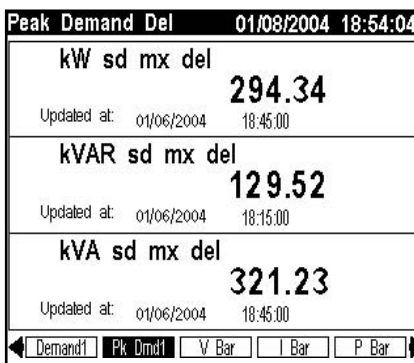 Peak Demand Del 01/08/2004 18:54:04
kW sd mx del
294.34
Updated at: 01/06/2004 18:45:00
kVAR sd mx del
129.52
Updated at: 01/06/2004 18:15:00
kVA sd mx del
321.23
Updated at: 01/06/2004 18:45:00
Demand1 Pk Dmd1 V Bar I Bar P Bar